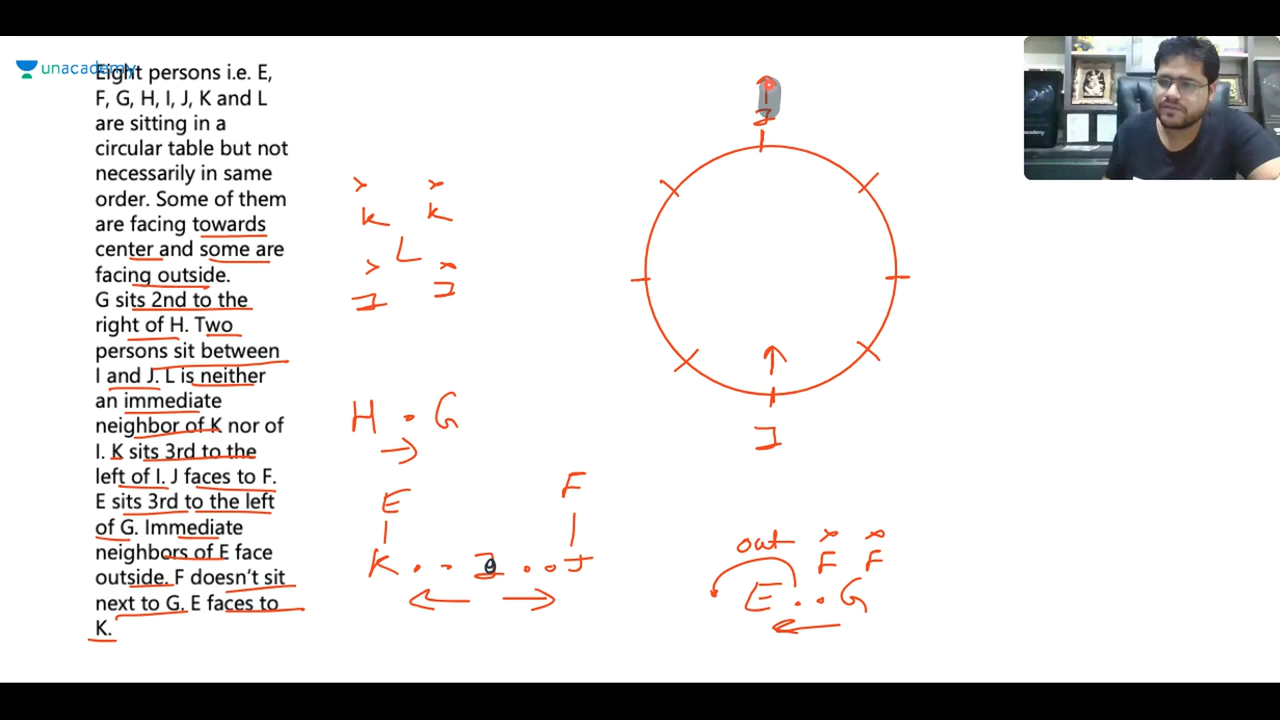 unacademy
Eight persons i.e. E,
F, G, H, I, J, K and L
are sitting in a
circular table but not
necessarily in same
order. Some of them
are facing towards
center and some are
facing outside.
G sits 2nd to the
right of H. Two
persons sit between
I and J. L is neither
an immediate
neighbor of K nor of
I. K sits 3rd to the
left of I. J faces to F.
E sits 3rd to the left
of G. Immediate
neighbors of E face
outside. F doesn't sit
next to G. E faces to
K.
x x
K K
L
x x
I I
H . G
E F
K . . I . . J
I
I
out x x
F F
E . . G